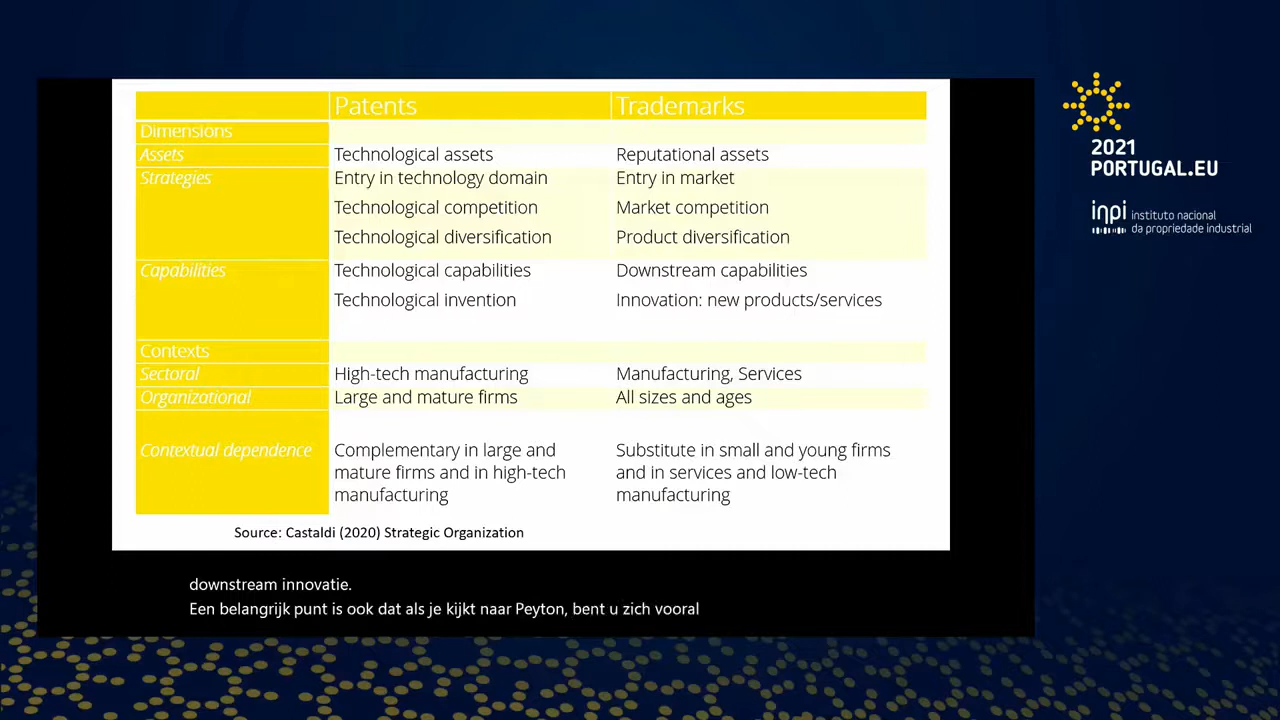 Patents Trademarks
Dimensions
Assets Technological assets Reputational assets
Strategies Entry in technology domain Entry in market
Technological competition Market competition
Technological diversification Product diversification
Capabilities Technological capabilities Downstream capabilities
Technological invention Innovation: new products/services
Contexts
Sectoral High-tech manufacturing Manufacturing, Services
Organizational Large and mature firms All sizes and ages
Contextual dependence Complementary in large and Substitute in small and young firms
mature firms and in high-tech and in services and low-tech
manufacturing manufacturing
Source: Castaldi (2020) Strategic Organization
downstream innovatie.
Een belangrijk punt is ook dat als je kijkt naar Peyton, bent u zich vooral
2021
PORTUGAL.EU
inpi instituto nacional
da propriedade industrial